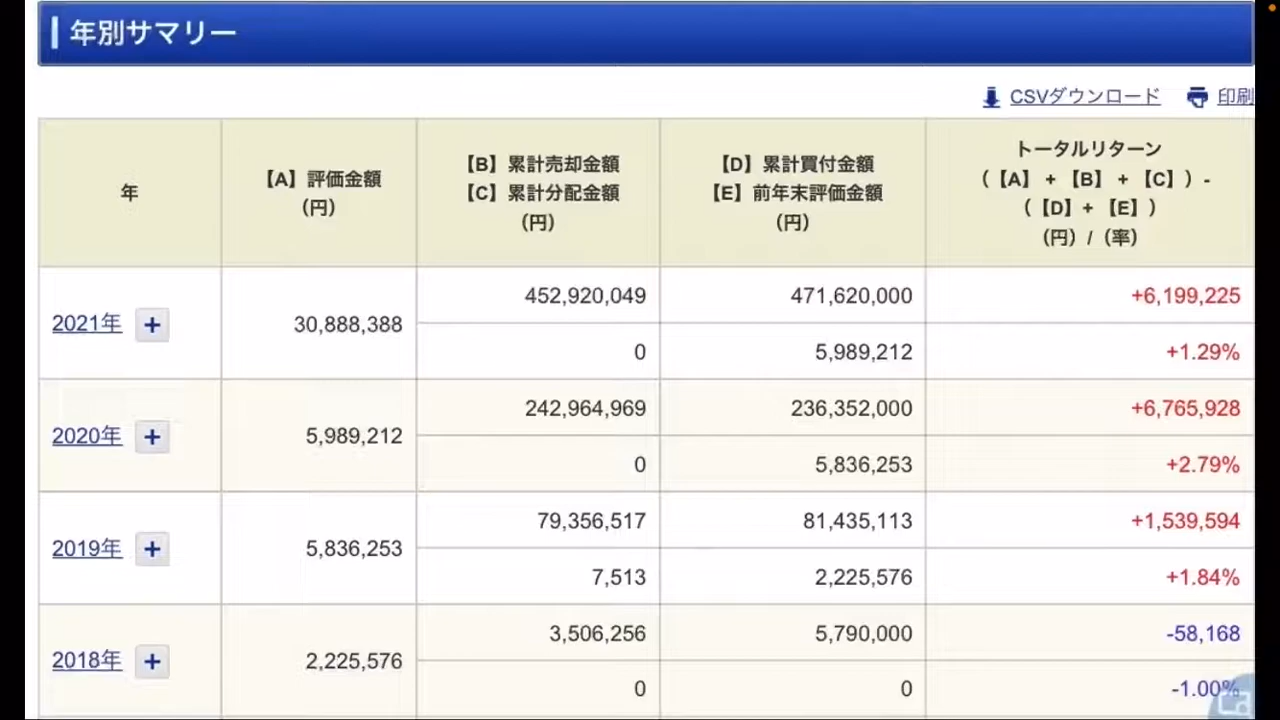 年別サマリー
CSVダウンロード 印刷
年
【A】評価金額
（円）
【B】累計売却金額
【C】累計分配金額
（円）
【D】累計買付金額
【E】前年末評価金額
（円）
トータルリターン
（【A】+【B】+【C】）-
（【D】+【E】）
（円）/（率）
2021年 +
30,888,388
452,920,049
0
471,620,000
5,989,212
+6,199,225
+1.29%
2020年 +
5,989,212
242,964,969
0
236,352,000
5,836,253
+6,765,928
+2.79%
2019年 +
5,836,253
79,356,517
7,513
81,435,113
2,225,576
+1,539,594
+1.84%
2018年 +
2,225,576
3,506,256
0
5,790,000
0
-58,168
-1.00%